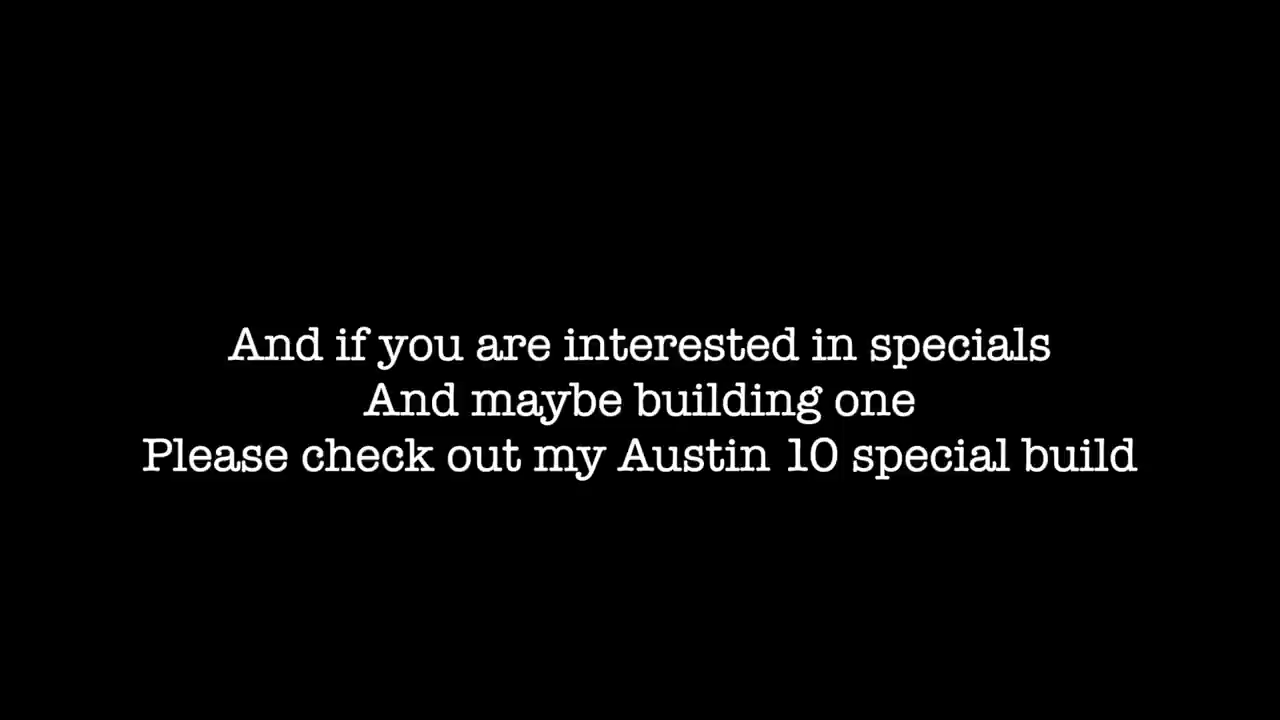 And if you are interested in specials
And maybe building one
Please check out my Austin 10 special build